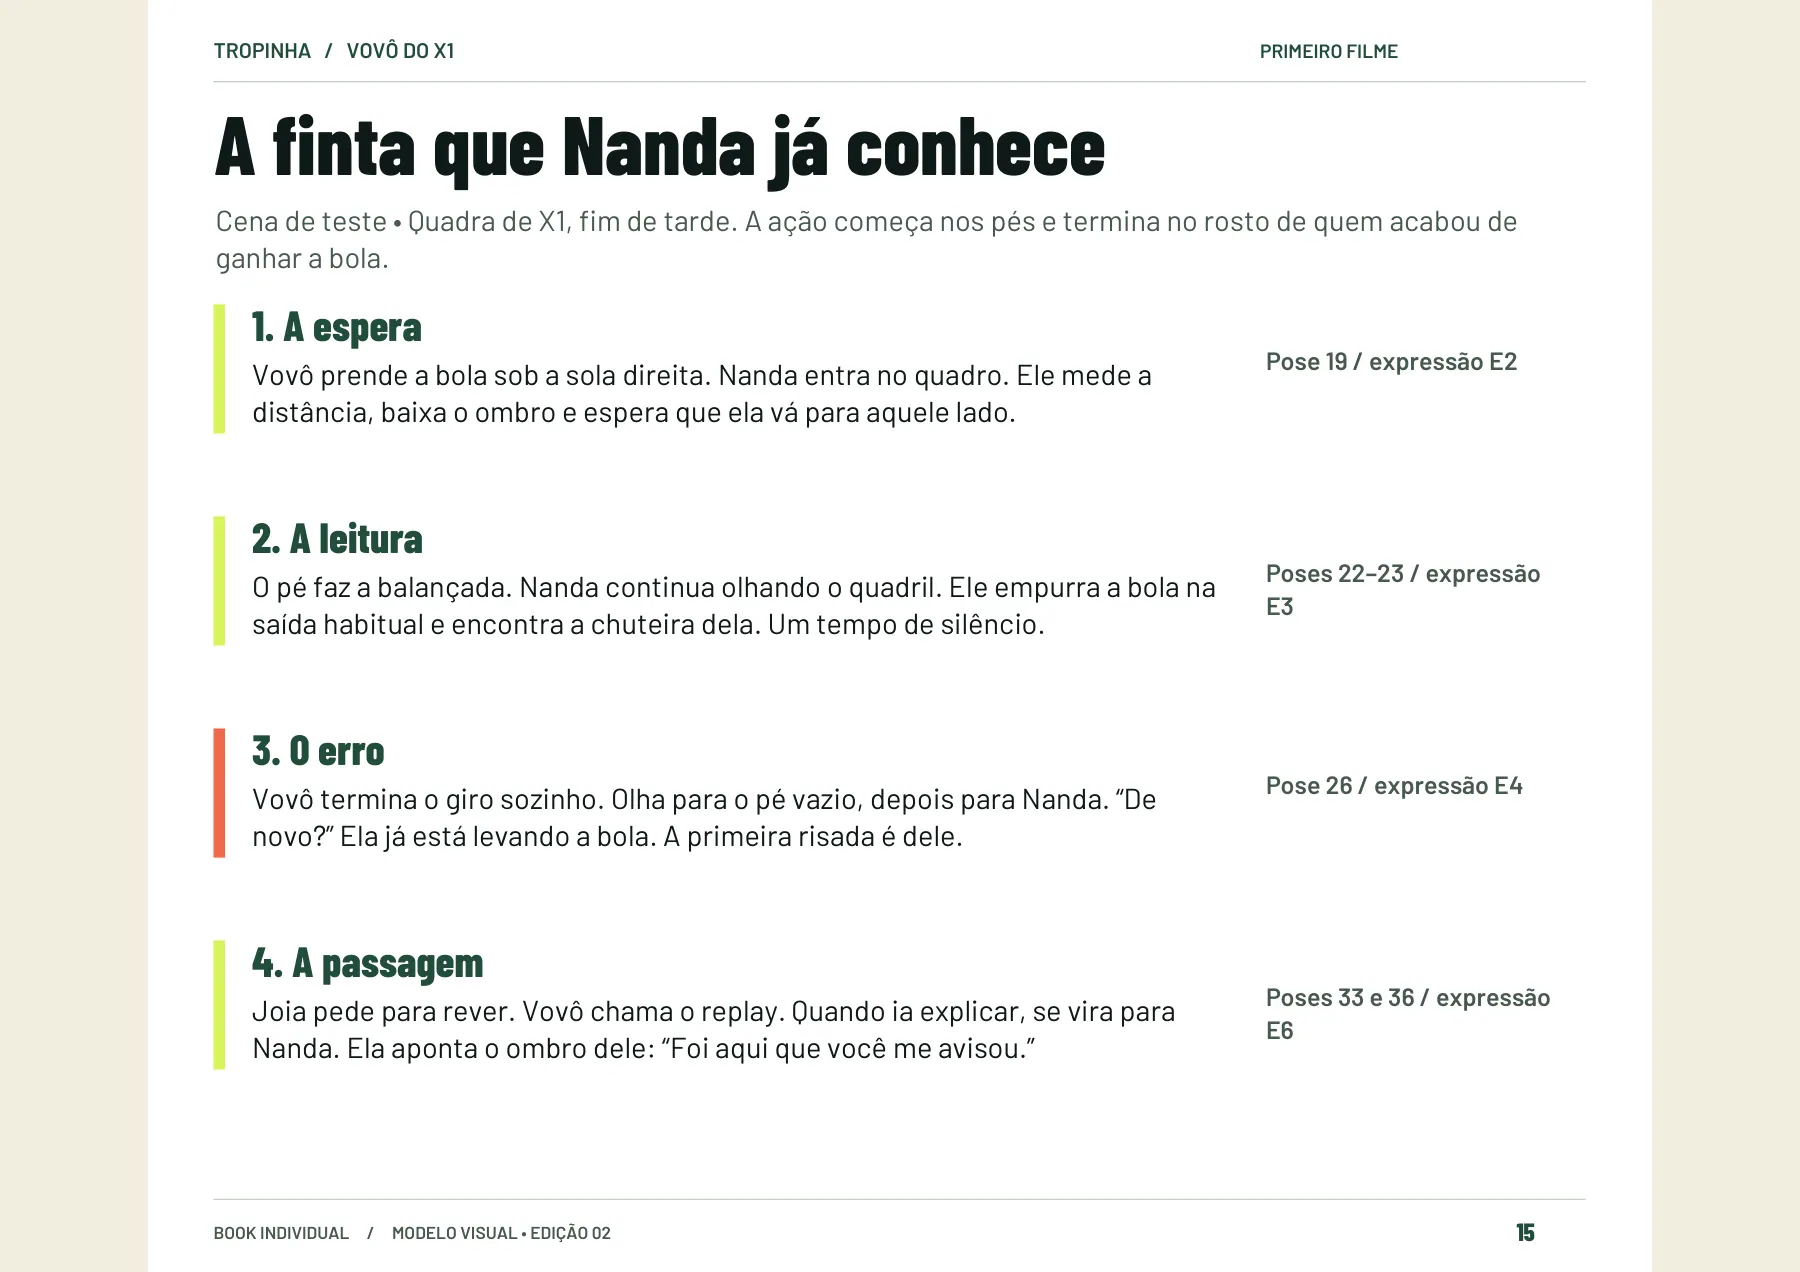 TROPINHA / VOVÔ DO X1
PRIMEIRO FILME
A finta que Nanda já conhece
Cena de teste • Quadra de X1, fim de tarde. A ação começa nos pés e termina no rosto de quem acabou de
ganhar a bola.
1. A espera
Vovô prende a bola sob a sola direita. Nanda entra no quadro. Ele mede a
distância, baixa o ombro e espera que ela vá para aquele lado.
Pose 19 / expressão E2
2. A leitura
O pé faz a balançada. Nanda continua olhando o quadril. Ele empurra a bola na
saída habitual e encontra a chuteira dela. Um tempo de silêncio.
Poses 22–23 / expressão
E3
3. O erro
Vovô termina o giro sozinho. Olha para o pé vazio, depois para Nanda. “De
novo?” Ela já está levando a bola. A primeira risada é dele.
Pose 26 / expressão E4
4. A passagem
Joia pede para rever. Vovô chama o replay. Quando ia explicar, se vira para
Nanda. Ela aponta o ombro dele: “Foi aqui que você me avisou.”
Poses 33 e 36 / expressão
E6
BOOK INDIVIDUAL / MODELO VISUAL • EDIÇÃO 02
15